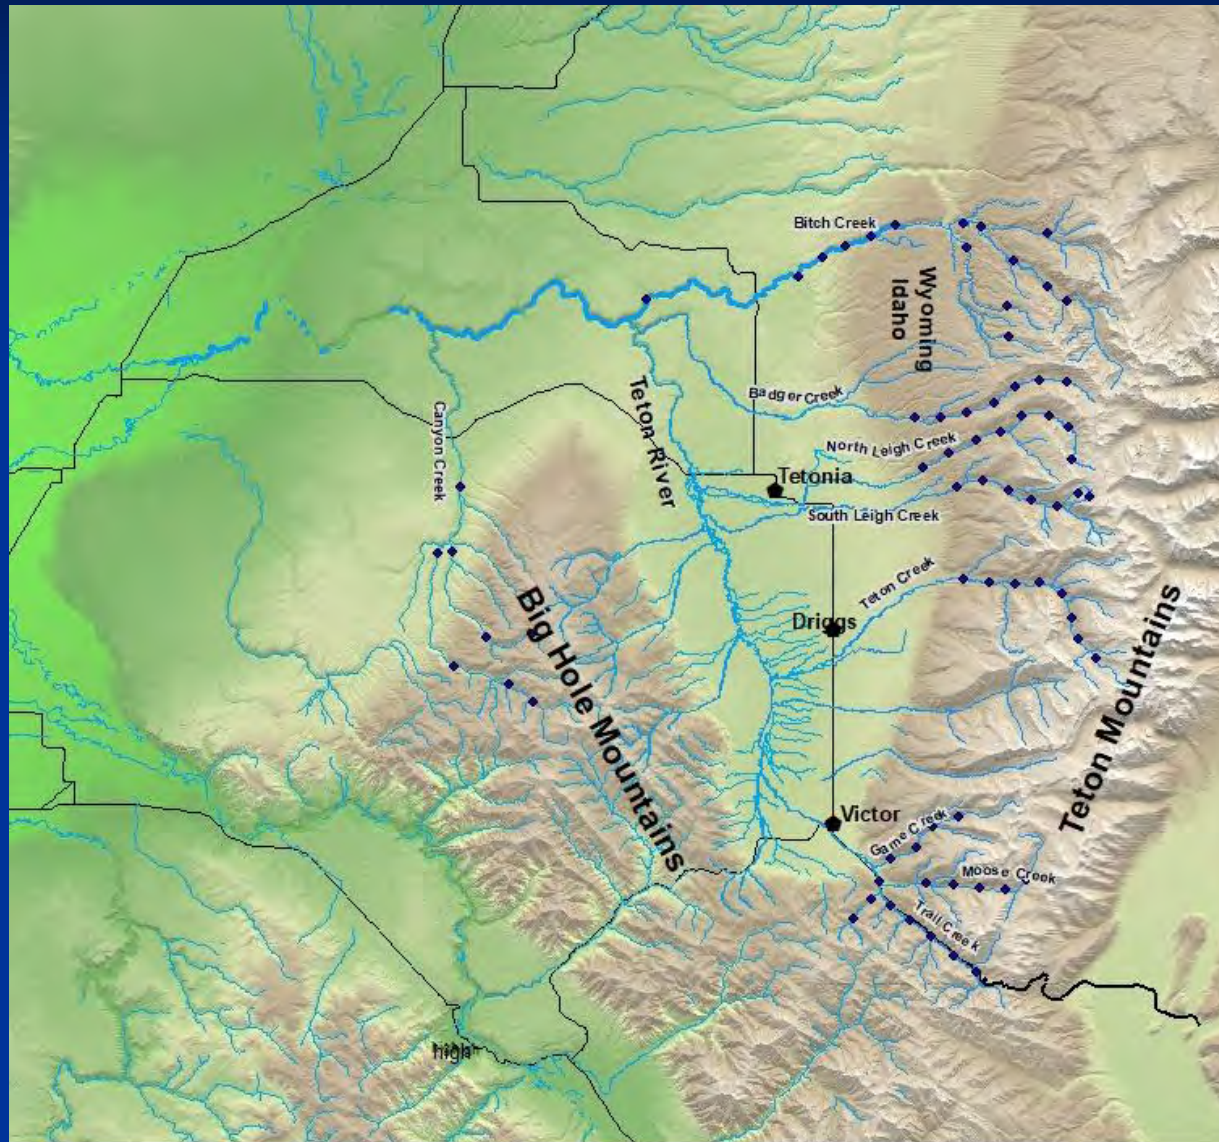 Bitch Creek
Wyoming
Idaho
Badger Creek
Teton River
Canyon Creek
North Leigh Creek
Tetonia
South Leigh Creek
Teton Creek
Big Hole Mountains
Driggs
Teton Mountains
Victor
Game Creek
Moose Creek
Trail Creek
high